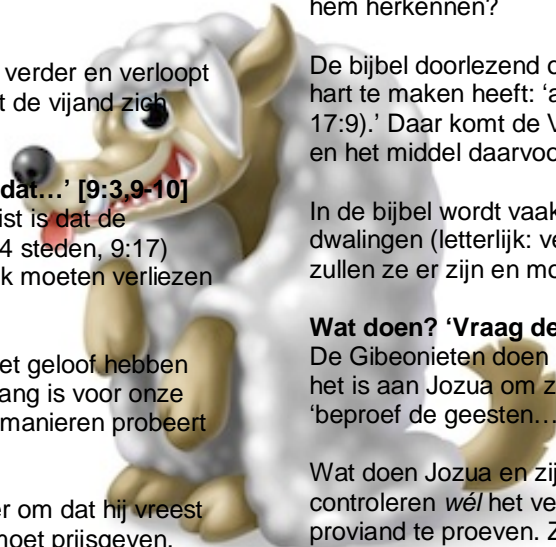 verder en verloopt
t de vijand zich
dat…’ [9:3,9-10]
ist is dat de
4 steden, 9:17)
k moeten verliezen
et geloof hebben
ang is voor onze
manieren probeert
er om dat hij vreest
moet prijsgeven.
hem herkennen?
De bijbel doorlezend
hart te maken heeft: ‘a
17:9).’ Daar komt de V
en het middel daarvoo
In de bijbel wordt vaak
dwalingen (letterlijk: ve
zullen ze er zijn en mo
Wat doen? ‘Vraag de
De Gibeonieten doen
het is aan Jozua om z
‘beproef de geesten…
Wat doen Jozua en zij
controleren wél het ve
proviand te proeven. Z